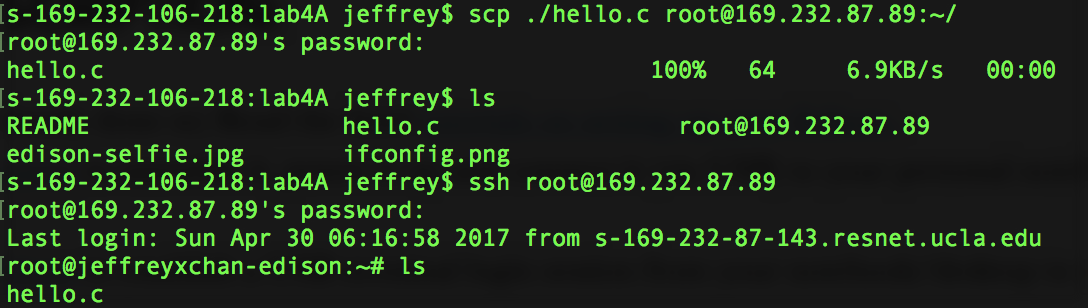 [s-169-232-106-218:lab4A jeffrey$ scp ./hello.c root@169.232.87.89:~/
[root@169.232.87.89's password:
hello.c 100% 64 6.9KB/s 00:00
[s-169-232-106-218:lab4A jeffrey$ ls
README hello.c root@169.232.87.89
edison-selfie.jpg ifconfig.png
[s-169-232-106-218:lab4A jeffrey$ ssh root@169.232.87.89
[root@169.232.87.89's password:
Last login: Sun Apr 30 06:16:58 2017 from s-169-232-87-143.resnet.ucla.edu
[root@jeffreyxchan-edison:~# ls
hello.c